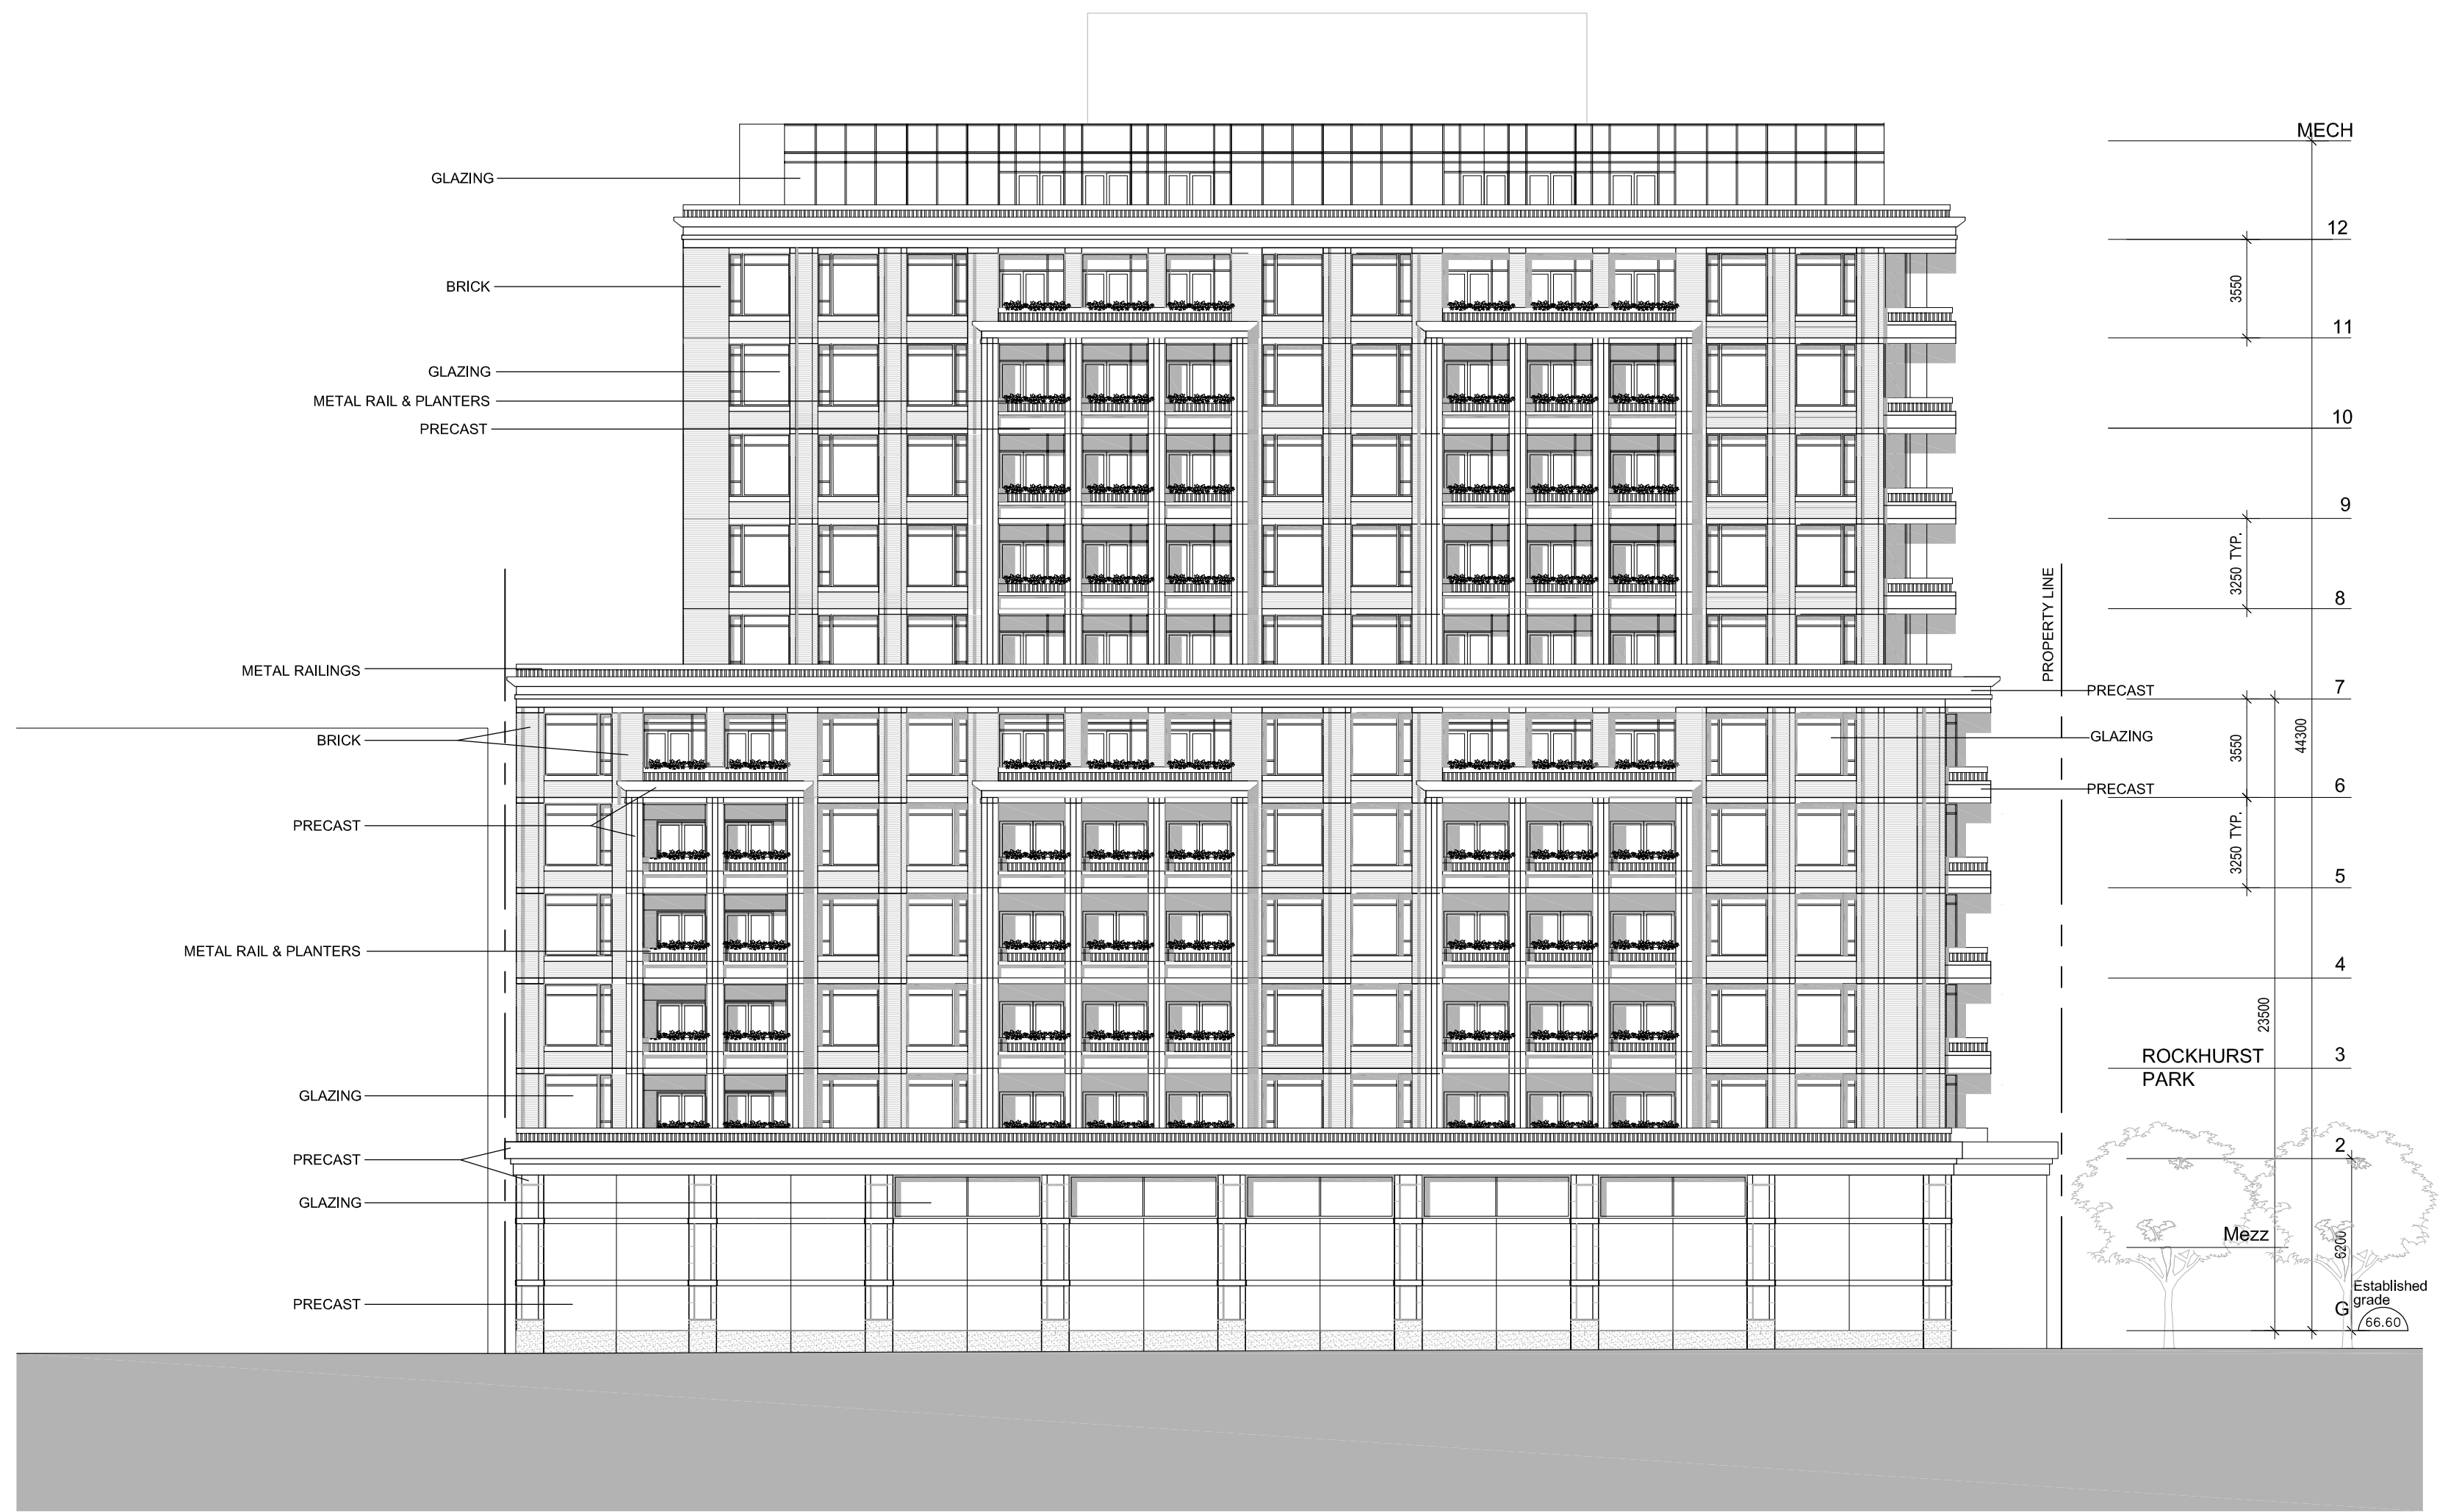 MECH
GLAZING
12
BRICK
3550
11
GLAZING
METAL RAIL & PLANTERS
10
PRECAST
9
3250 TYP.
8
PROPERTY LINE
METAL RAILINGS
7
PRECAST
BRICK
GLAZING
3550
44300
6
PRECAST
PRECAST
3250 TYP.
5
METAL RAIL & PLANTERS
4
23500
ROCKHURST
PARK
3
GLAZING
2
PRECAST
GLAZING
Mezz
6200
Established
grade
PRECAST
G
66.60